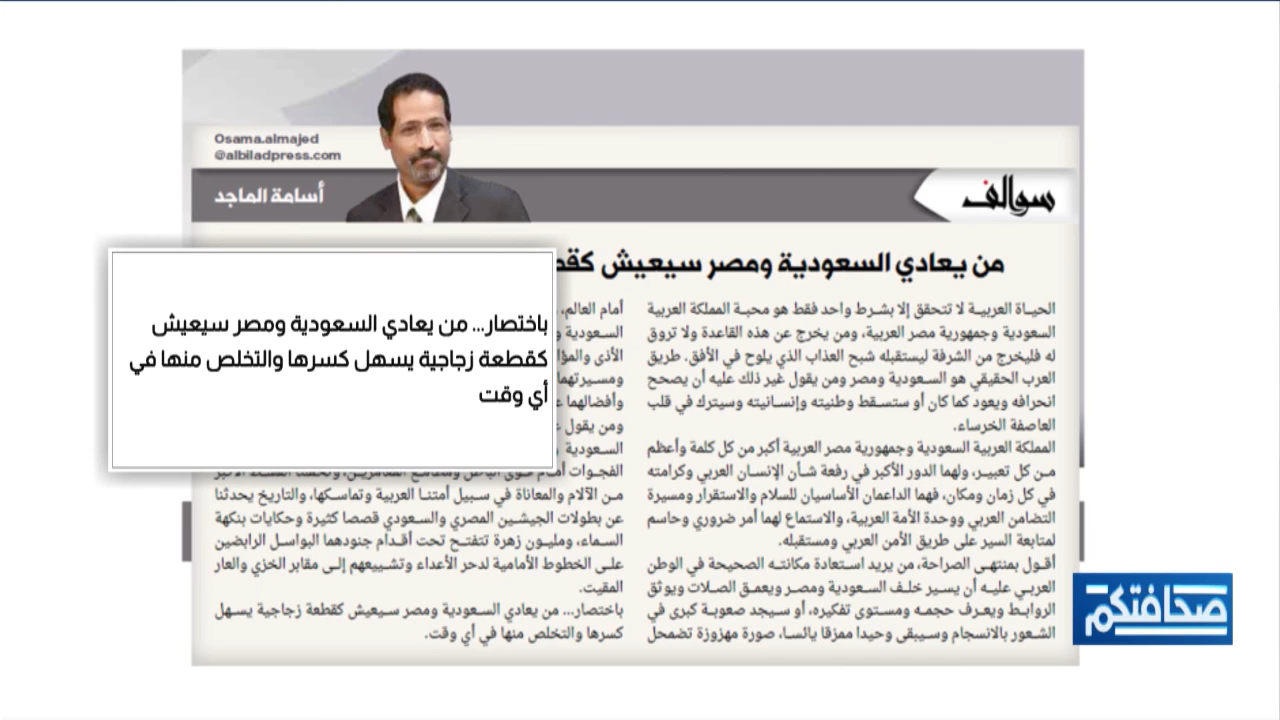 Osama.almajed
@albiladpress.com
أسامة الماجد
سوالف
من يعادي السعودية ومصر سيعيش
باختصار... من يعادي السعودية ومصر سيعيش
كقطعة زجاجية يسهل كسرها والتخلص منها في
أي وقت
الحياة العربية لا تتحقق إلا بشرط واحد فقط هو محبة المملكة العربية
السعودية وجمهورية مصر العربية، ومن يخرج عن هذه القاعدة ولا تروق
له فليخرج من الشرفة ليستقبله شبح العذاب الذي يلوح في الأفق. طريق
العرب الحقيقي هو السعودية ومصر ومن يقول غير ذلك عليه أن يصحح
انحرافه ويعود كما كان أو ستسقط وطنيته وإنسانيته وسيترك في قلب
العاصفة الخرساء.
المملكة العربية السعودية وجمهورية مصر العربية أكبر من كل كلمة وأعظم
من كل تعبير، ولهما الدور الأكبر في رفعة شأن الإنسان العربي وكرامته
في كل زمان ومكان، فهما الداعمان الأساسيان للسلام والاستقرار ومسيرة
التضامن العربي ووحدة الأمة العربية، والاستماع لهما أمر ضروري وحاسم
لمتابعة السير على طريق الأمن العربي ومستقبله.
أقول بمنتهى الصراحة، من يريد استعادة مكانته الصحيحة في الوطن
العربي عليه أن يسير خلف السعودية ومصر ويعمق الصلات ويوثق
الروابط ويعرف حجمه ومستوى تفكيره، أو سيجد صعوبة كبرى في
الشعور بالانسجام وسيبقى وحيدا ممزقا يائسا، صورة مهزوزة تضمحل
أمام العالم،
السعودية
الأذى
ومسيرتهما
وأفضالهما
ومن يقول
السعودية
الفجوات
من الآلام والمعاناة في سبيل أمتنا العربية وتماسكها، والتاريخ يحدثنا
عن بطولات الجيشين المصري والسعودي قصصا كثيرة وحكايات بنكهة
السماء، ومليون زهرة تتفتح تحت أقدام جنودهما البواسل الرابضين
على الخطوط الأمامية لدحر الأعداء وتشييعهم إلى مقابر الخزي والعار
المقيت.
باختصار... من يعادي السعودية ومصر سيعيش كقطعة زجاجية يسهل
كسرها والتخلص منها في أي وقت.
صحافتكم